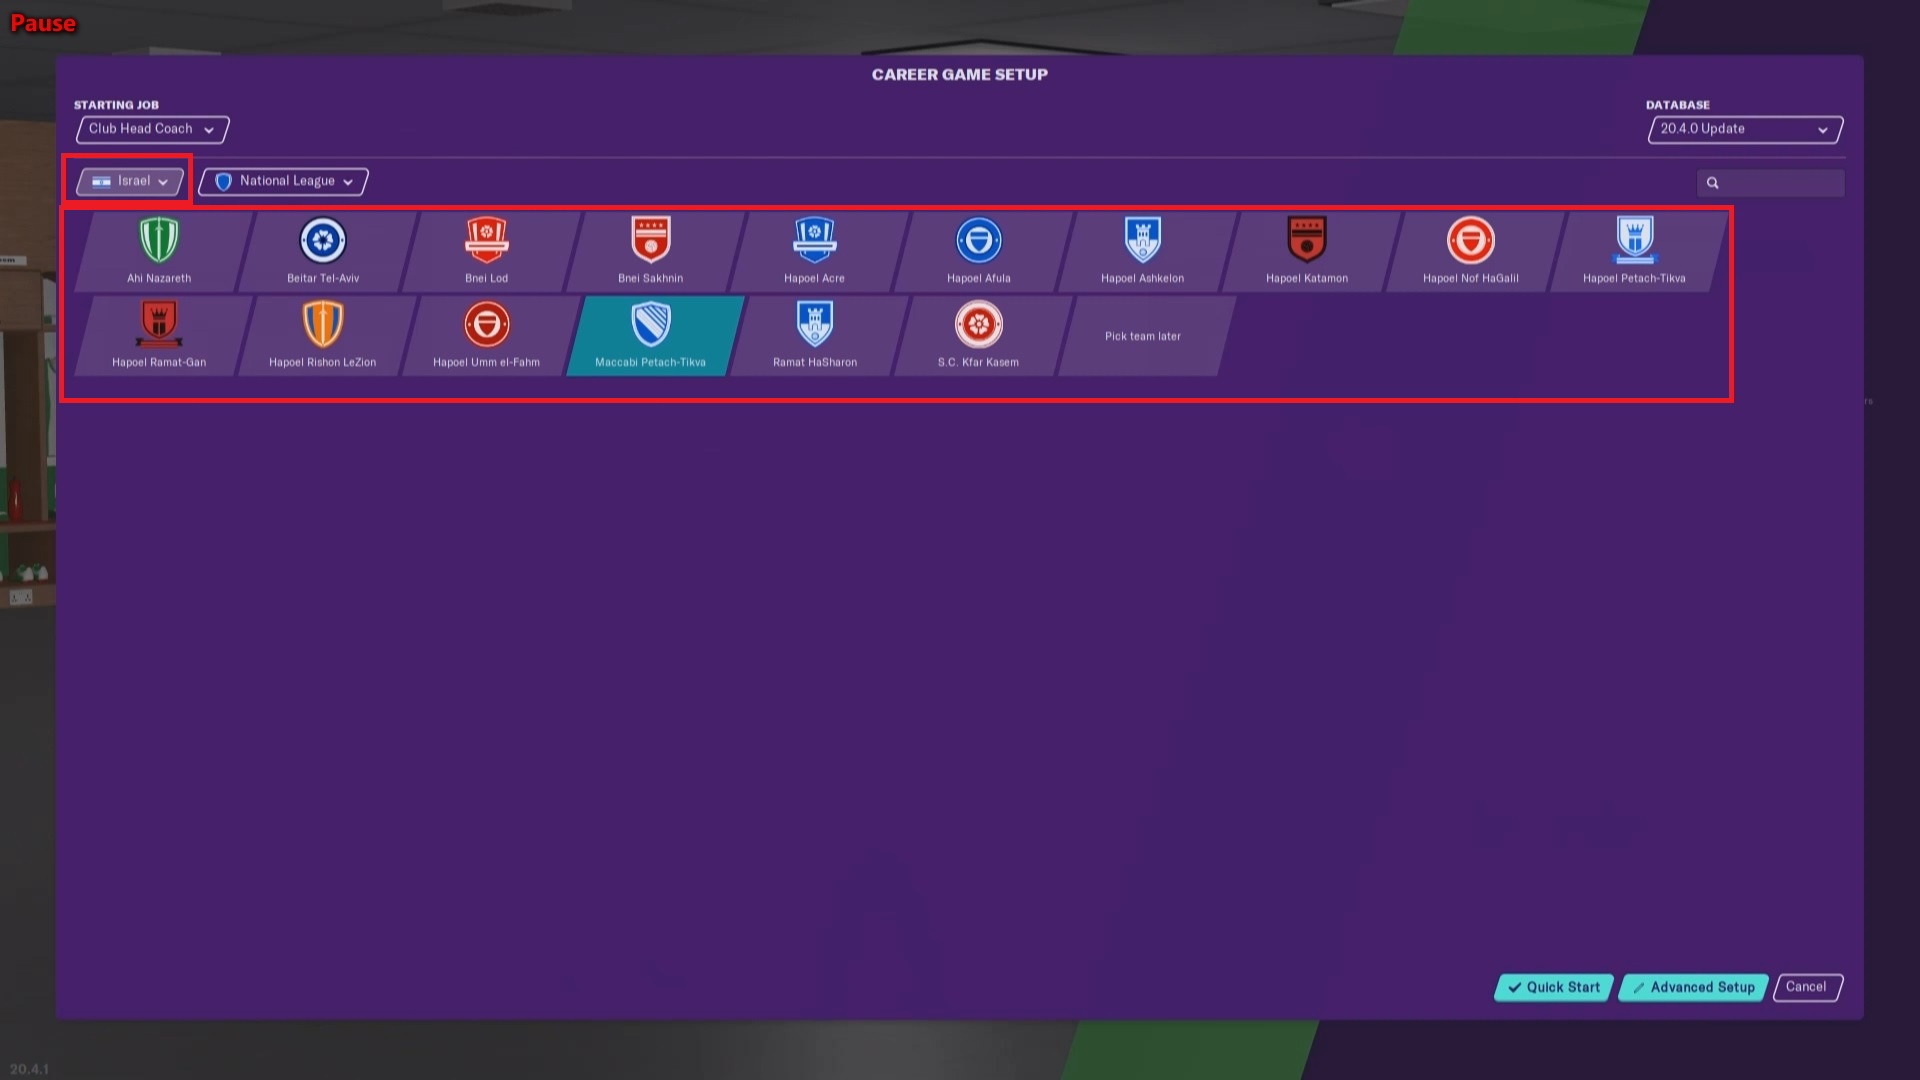 Pause
CAREER GAME SETUP
STARTING JOB
DATABASE
Club Head Coach
20.4.0 Update
Israel
National League
Ahi Nazareth
Beitar Tel-Aviv
Bnei Lod
Bnei Sakhnin
Hapoel Acre
Hapoel Afula
Hapoel Ashkelon
Hapoel Katamon
Hapoel Nof HaGalil
Hapoel Petach-Tikva
Hapoel Ramat-Gan
Hapoel Rishon LeZion
Hapoel Umm el-Fahm
Maccabi Petach-Tikva
Ramat HaSharon
S.C. Kfar Kasem
Pick team later
Quick Start
Advanced Setup
Cancel
20.4.1